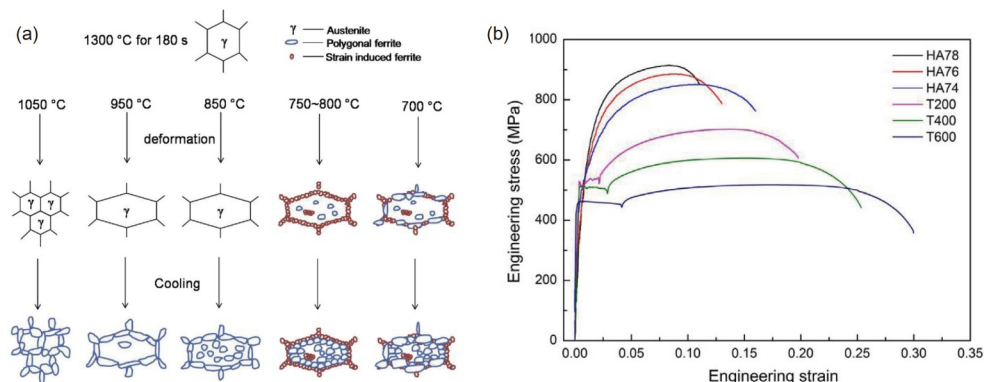 (a)
1300 °C for 180 s
γ
γ Austenite
Polygonal ferrite
Strain induced ferrite
1050 °C
950 °C
850 °C
750~800 °C
700 °C
deformation
γ γ
γ
γ
γ
γ
γ
Cooling
(b)
1000
800
600
400
200
0
Engineering stress (MPa)
HA78
HA76
HA74
T200
T400
T600
0.00 0.05 0.10 0.15 0.20 0.25 0.30 0.35
Engineering strain